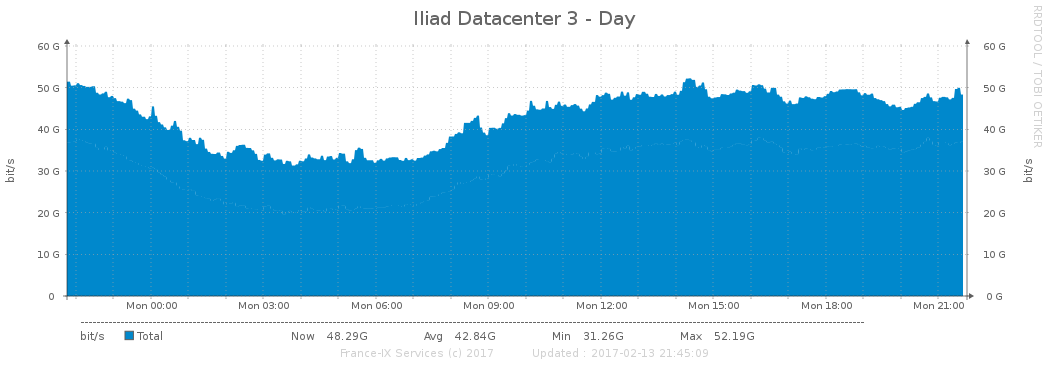 Iliad Datacenter 3 - Day
RRDTOOL / TOBI OETIKER
60 G 60 G
50 G 50 G
40 G 40 G
30 G 30 G
20 G 20 G
10 G 10 G
0 0 G
bit/s bit/s
Mon 00:00 Mon 03:00 Mon 06:00 Mon 09:00 Mon 12:00 Mon 15:00 Mon 18:00 Mon 21:00
bit/s Total Now 48.29G Avg 42.84G Min 31.26G Max 52.19G
France-IX Services (c) 2017 Updated : 2017-02-13 21:45:09